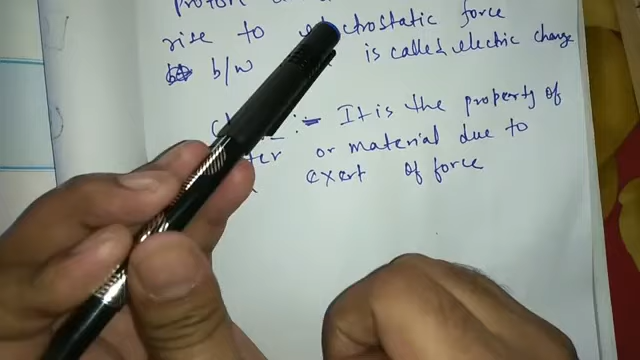 rise to electrostatic force
b/w is called electric charge
:- It is the property of
or material due to
exert of force